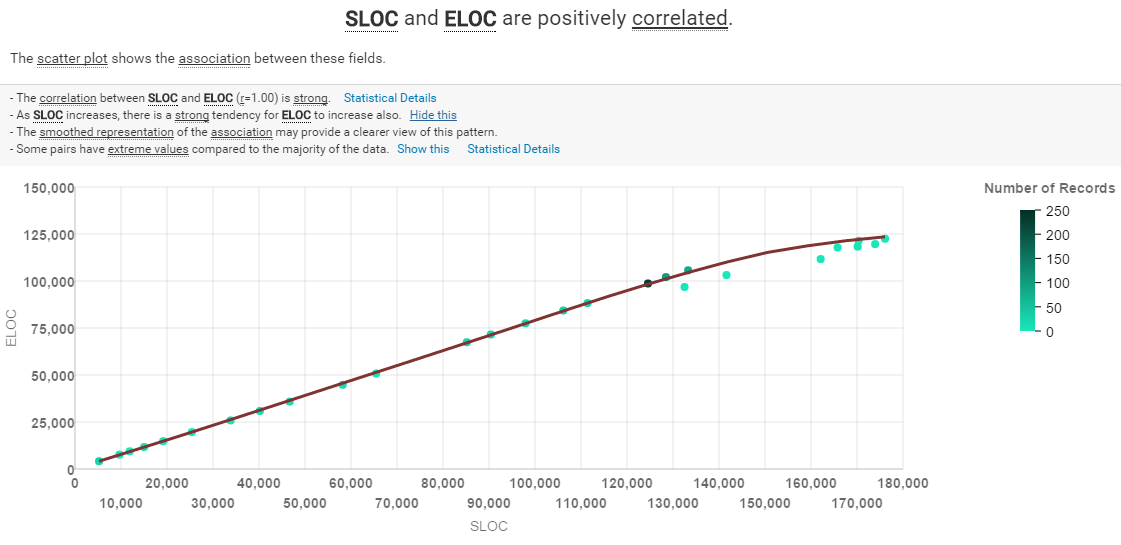 SLOC and ELOC are positively correlated.
The scatter plot shows the association between these fields.
- The correlation between SLOC and ELOC (r=1.00) is strong. Statistical Details
- As SLOC increases, there is a strong tendency for ELOC to increase also. Hide this
- The smoothed representation of the association may provide a clearer view of this pattern.
- Some pairs have extreme values compared to the majority of the data. Show this Statistical Details
150,000
125,000
100,000
75,000
50,000
25,000
0
ELOC
0 20,000 40,000 60,000 80,000 100,000 120,000 140,000 160,000 180,000
10,000 30,000 50,000 70,000 90,000 110,000 130,000 150,000 170,000
SLOC
Number of Records
250
200
150
100
50
0